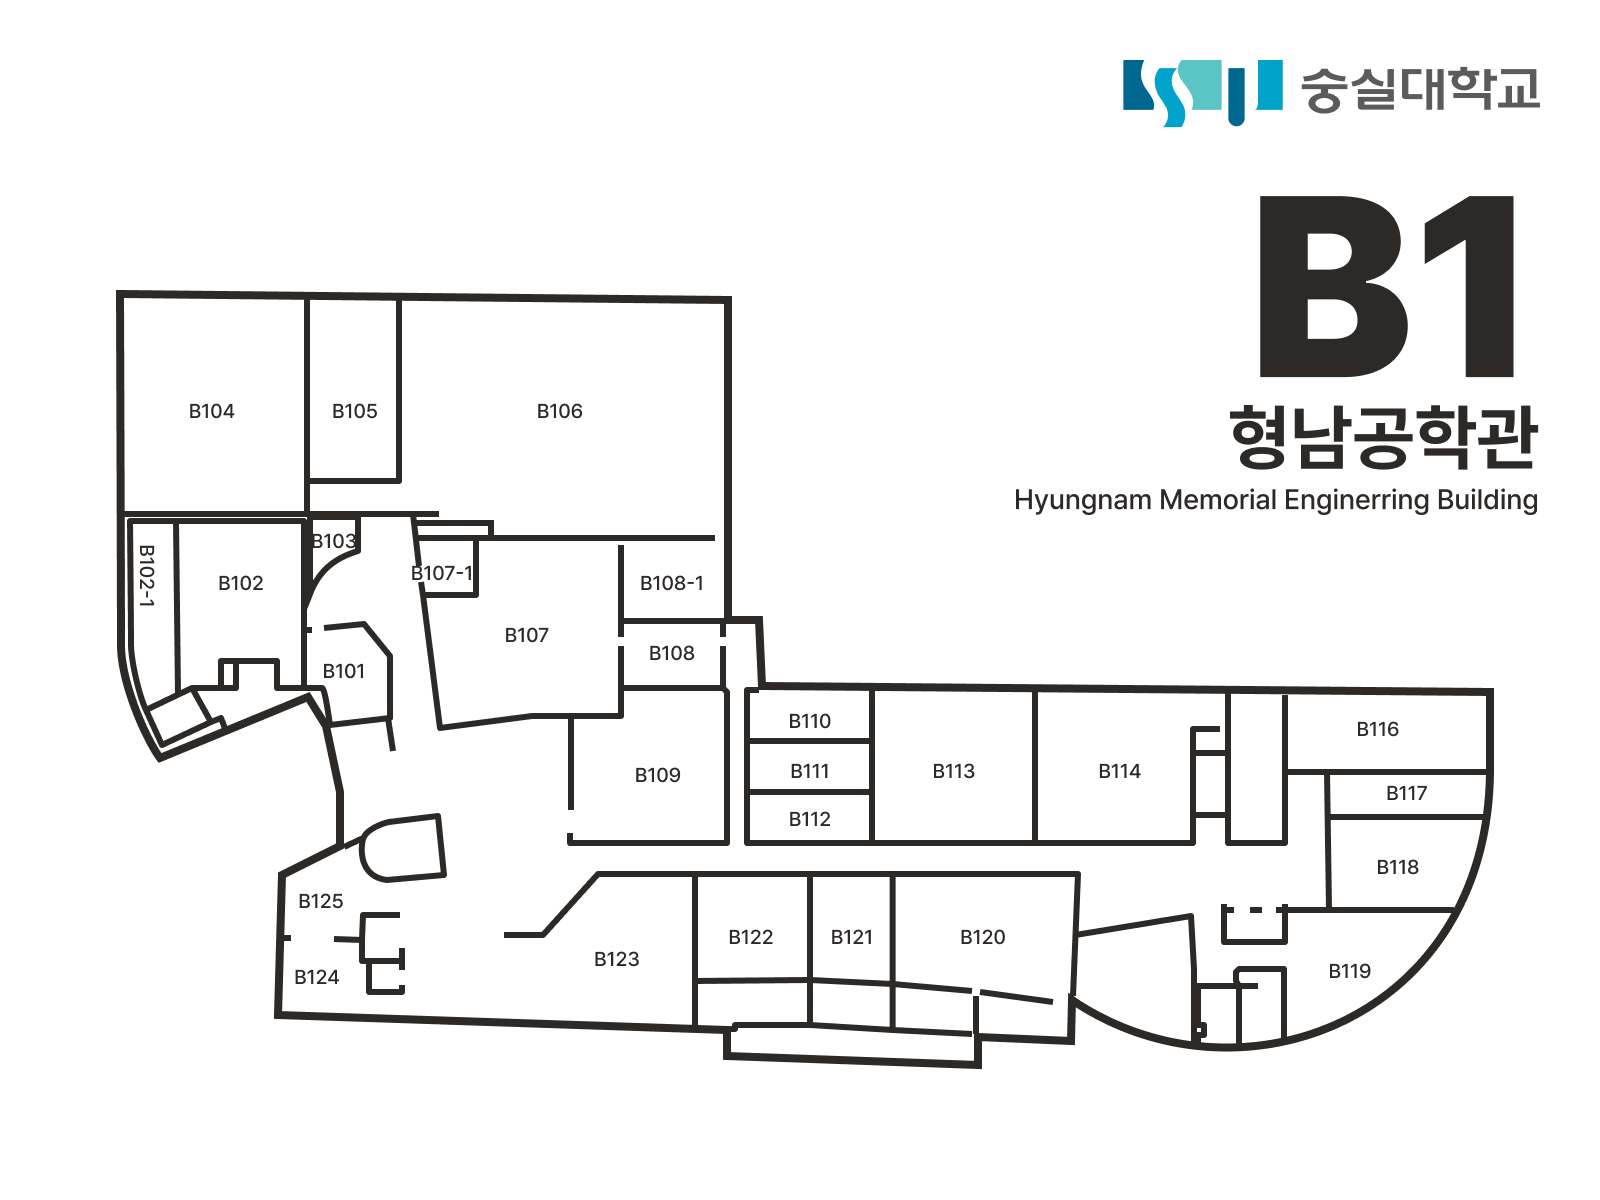 숭실대학교
B1
형남공학관
Hyungnam Memorial Enginerring Building
B104
B105
B106
B103
B102-1
B102
B107-1
B108-1
B107
B108
B101
B110
B116
B109
B111
B113
B114
B117
B112
B118
B125
B122
B121
B120
B123
B119
B124